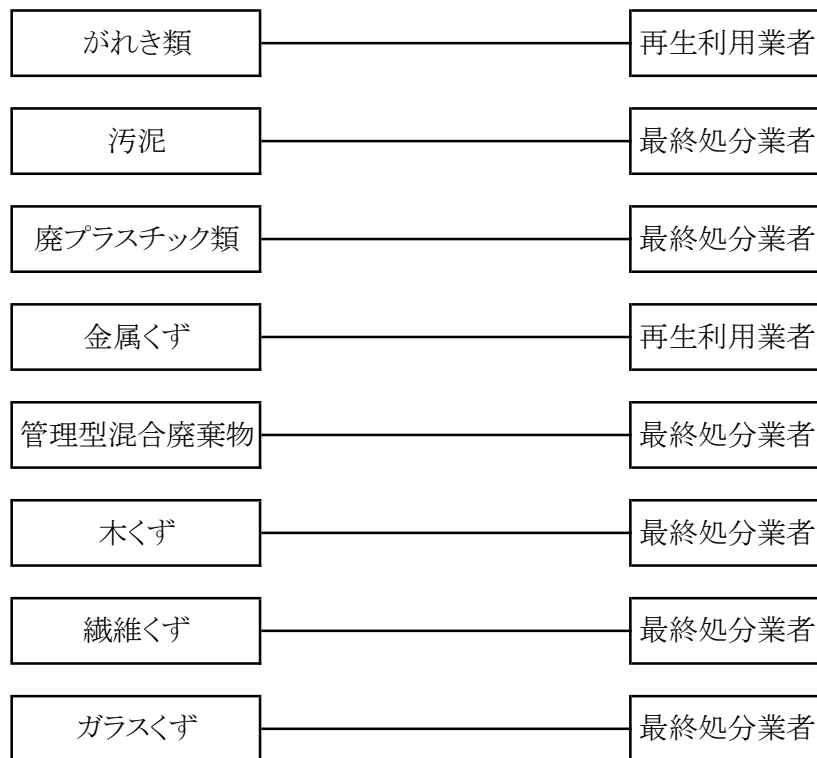 がれき類 再生利用業者
汚泥 最終処分業者
廃プラスチック類 最終処分業者
金属くず 再生利用業者
管理型混合廃棄物 最終処分業者
木くず 最終処分業者
繊維くず 最終処分業者
ガラスくず 最終処分業者